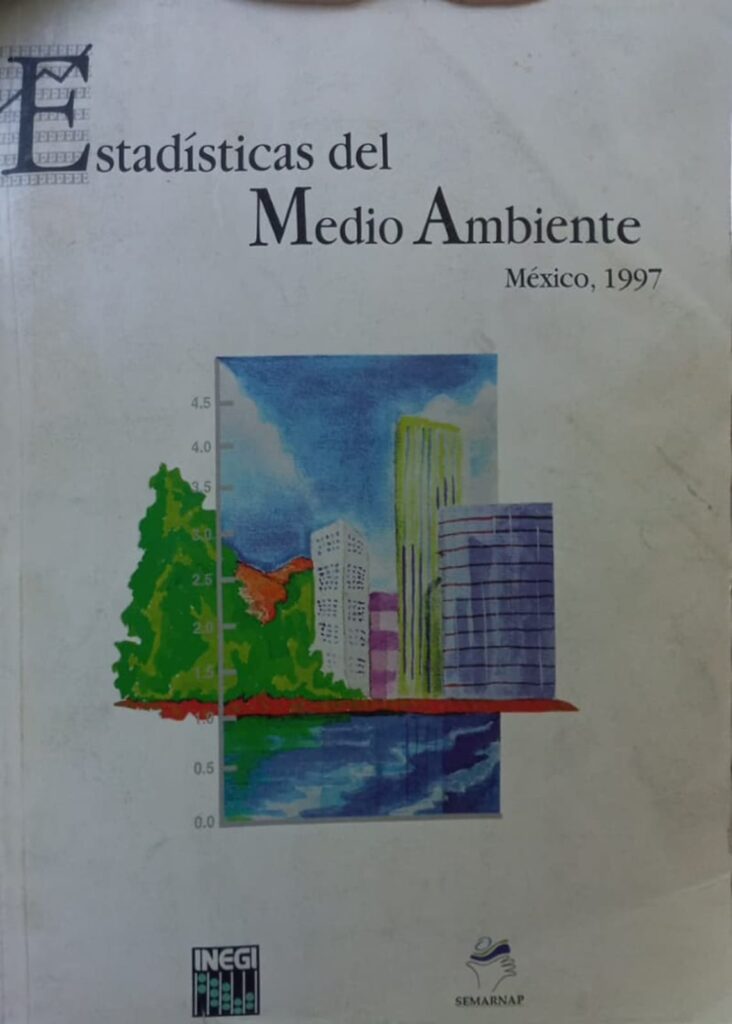 Estadísticas del
Medio Ambiente
México, 1997
4.5
4.0
3.5
3.0
2.5
2.0
1.5
1.0
0.5
0.0
INEGI
SEMARNAP